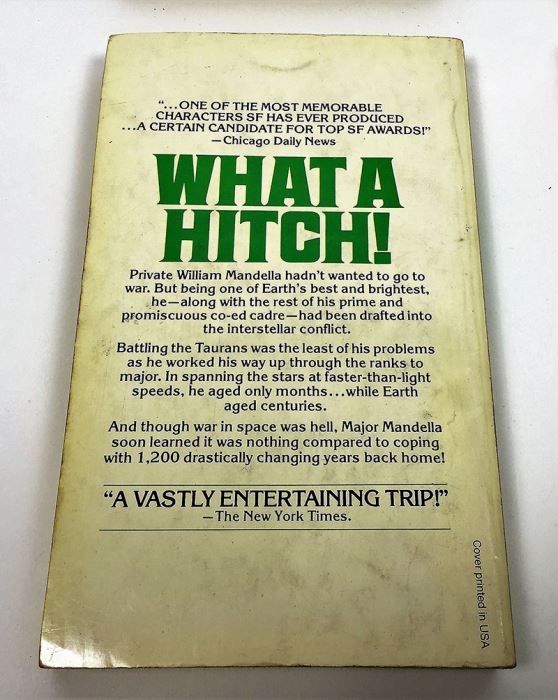 “...ONE OF THE MOST MEMORABLE
CHARACTERS SF HAS EVER PRODUCED
...A CERTAIN CANDIDATE FOR TOP SF AWARDS!”
—Chicago Daily News
WHAT A
HITCH!
Private William Mandella hadn't wanted to go to
war. But being one of Earth's best and brightest,
he—along with the rest of his prime and
promiscuous co-ed cadre—had been drafted into
the interstellar conflict.
Battling the Taurans was the least of his problems
as he worked his way up through the ranks to
major. In spanning the stars at faster-than-light
speeds, he aged only months...while Earth
aged centuries.
And though war in space was hell, Major Mandella
soon learned it was nothing compared to coping
with 1,200 drastically changing years back home!
“A VASTLY ENTERTAINING TRIP!”
—The New York Times.
Cover printed in USA